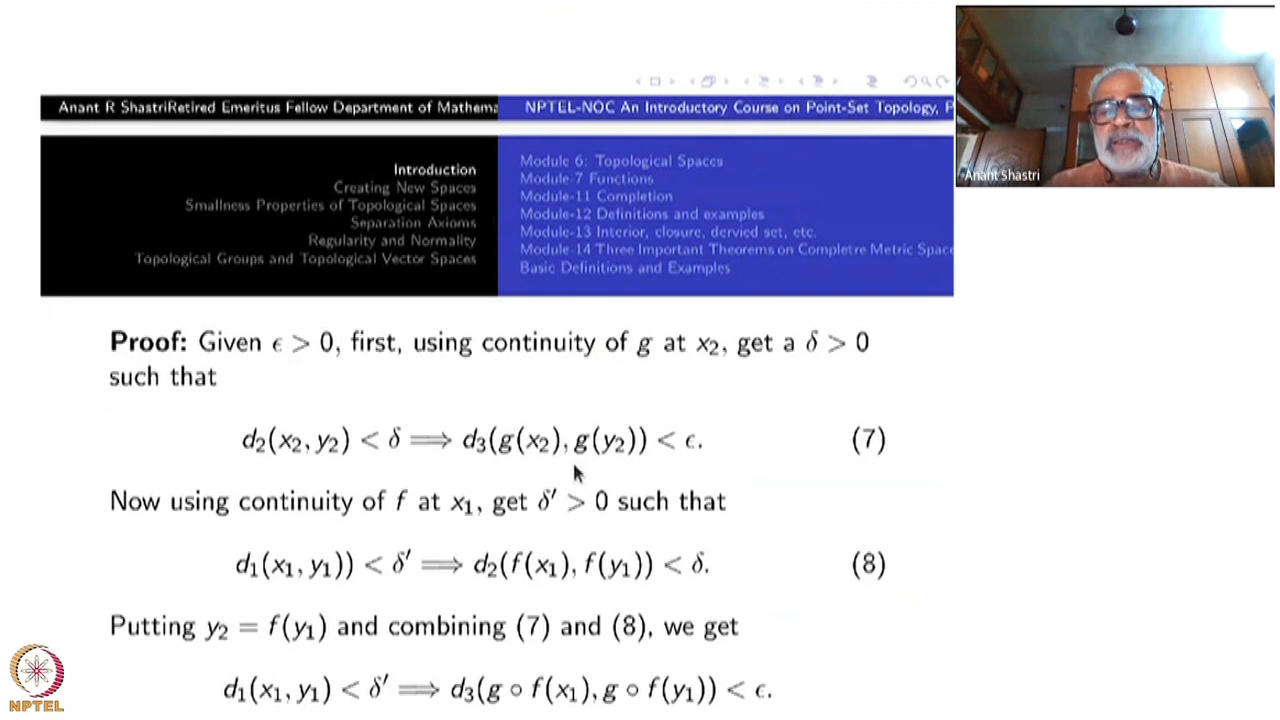 Anant R ShastriRetired Emeritus Fellow Department of Mathema
NPTEL-NOC An Introductory Course on Point-Set Topology, P
Introduction
Creating New Spaces
Smallness Properties of Topological Spaces
Separation Axioms
Regularity and Normality
Topological Groups and Topological Vector Spaces
Module 6: Topological Spaces
Module-7 Functions
Module-11 Completion
Module-12 Definitions and examples
Module-13 Interior, closure, dervied set, etc.
Module-14 Three Important Theorems on Completre Metric Space
Basic Definitions and Examples
Anant Shastri
Proof: Given ϵ > 0, first, using continuity of g at x₂, get a δ > 0
such that
d₂(x₂, y₂) < δ ⟹ d₃(g(x₂), g(y₂)) < ϵ. (7)
Now using continuity of f at x₁, get δ′ > 0 such that
d₁(x₁, y₁)) < δ′ ⟹ d₂(f(x₁), f(y₁)) < δ. (8)
Putting y₂ = f(y₁) and combining (7) and (8), we get
d₁(x₁, y₁) < δ′ ⟹ d₃(g ∘ f(x₁), g ∘ f(y₁)) < ϵ.
NPTEL